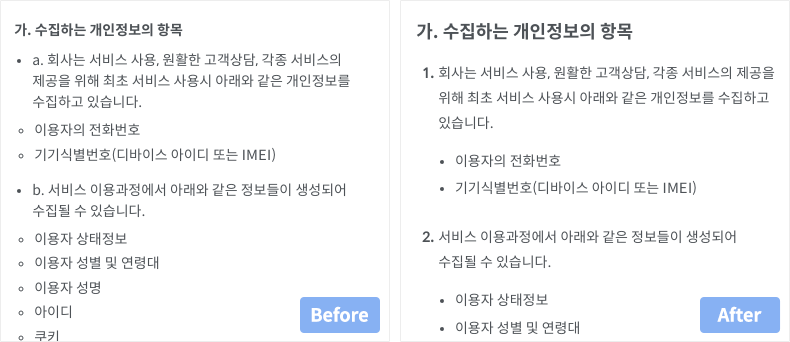 가. 수집하는 개인정보의 항목
• a. 회사는 서비스 사용, 원활한 고객상담, 각종 서비스의
제공을 위해 최초 서비스 사용시 아래와 같은 개인정보를
수집하고 있습니다.
◦ 이용자의 전화번호
◦ 기기식별번호(디바이스 아이디 또는 IMEI)
• b. 서비스 이용과정에서 아래와 같은 정보들이 생성되어
수집될 수 있습니다.
◦ 이용자 상태정보
◦ 이용자 성별 및 연령대
◦ 이용자 성명
◦ 아이디
◦ 쿠키
Before
가. 수집하는 개인정보의 항목
1. 회사는 서비스 사용, 원활한 고객상담, 각종 서비스의 제공을
위해 최초 서비스 사용시 아래와 같은 개인정보를 수집하고
있습니다.
• 이용자의 전화번호
• 기기식별번호(디바이스 아이디 또는 IMEI)
2. 서비스 이용과정에서 아래와 같은 정보들이 생성되어
수집될 수 있습니다.
• 이용자 상태정보
• 이용자 성별 및 연령대
After